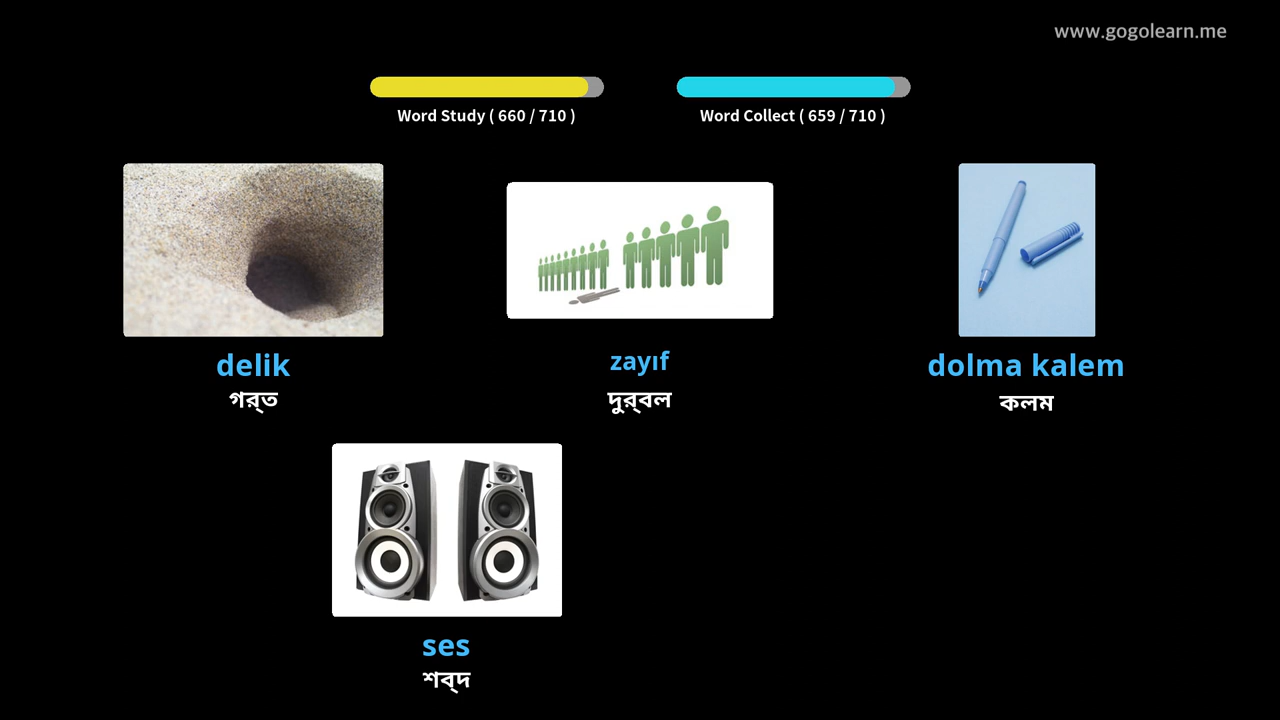 www.gogolearn.me
Word Study ( 660 / 710 )
Word Collect ( 659 / 710 )
delik
গর্ত
zayıf
দুর্বল
dolma kalem
কলম
ses
শব্দ